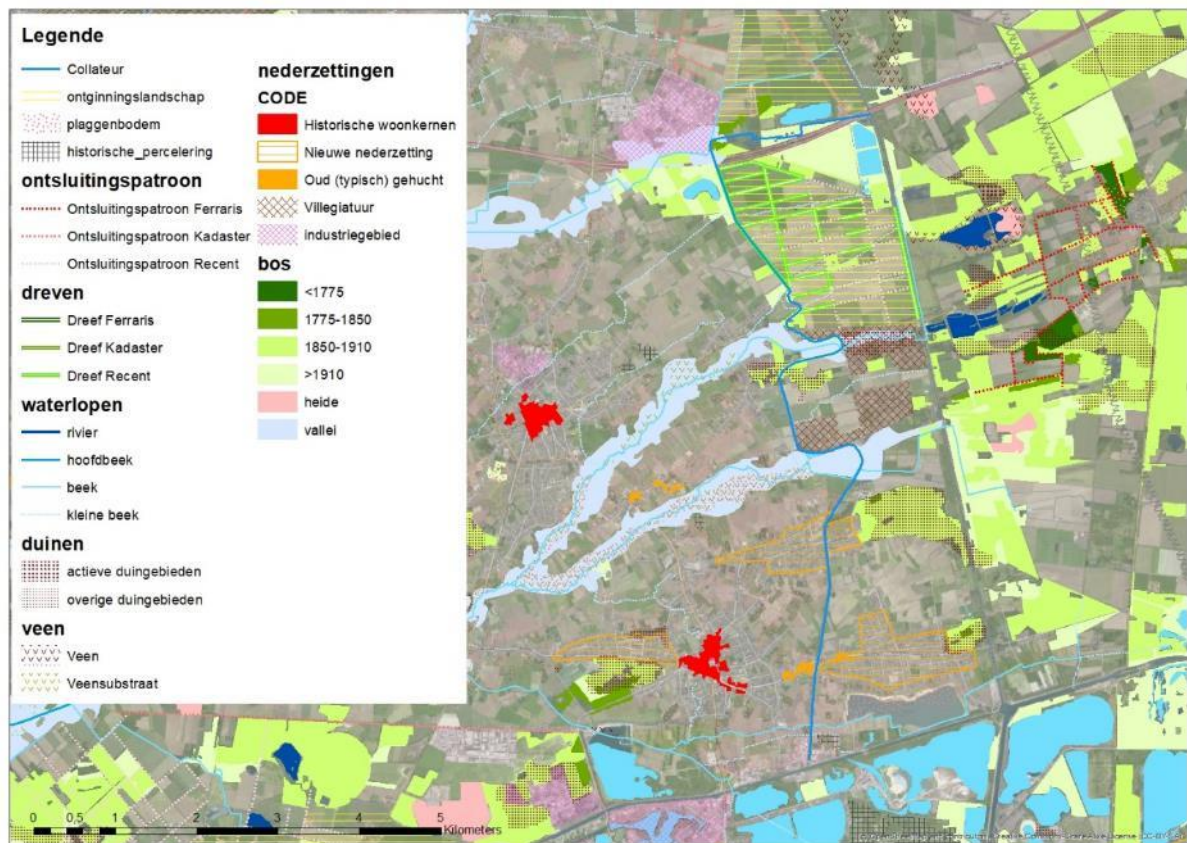 Legende
Collateur
ontginningslandschap
plaggenbodem
historische_percelering
ontsluitingspatroon
Ontsluitingspatroon Ferraris
Ontsluitingspatroon Kadaster
Ontsluitingspatroon Recent
dreven
Dreef Ferraris
Dreef Kadaster
Dreef Recent
waterlopen
rivier
hoofdbeek
beek
kleine beek
duinen
actieve duingebieden
overige duingebieden
veen
Veen
Veensubstraat
nederzettingen
CODE
Historische woonkernen
Nieuwe nederzetting
Oud (typisch) gehucht
Villegiatuur
industriegebied
bos
<1775
1775-1850
1850-1910
>1910
heide
vallei
0 0,5 1 2 3 4 5
Kilometers